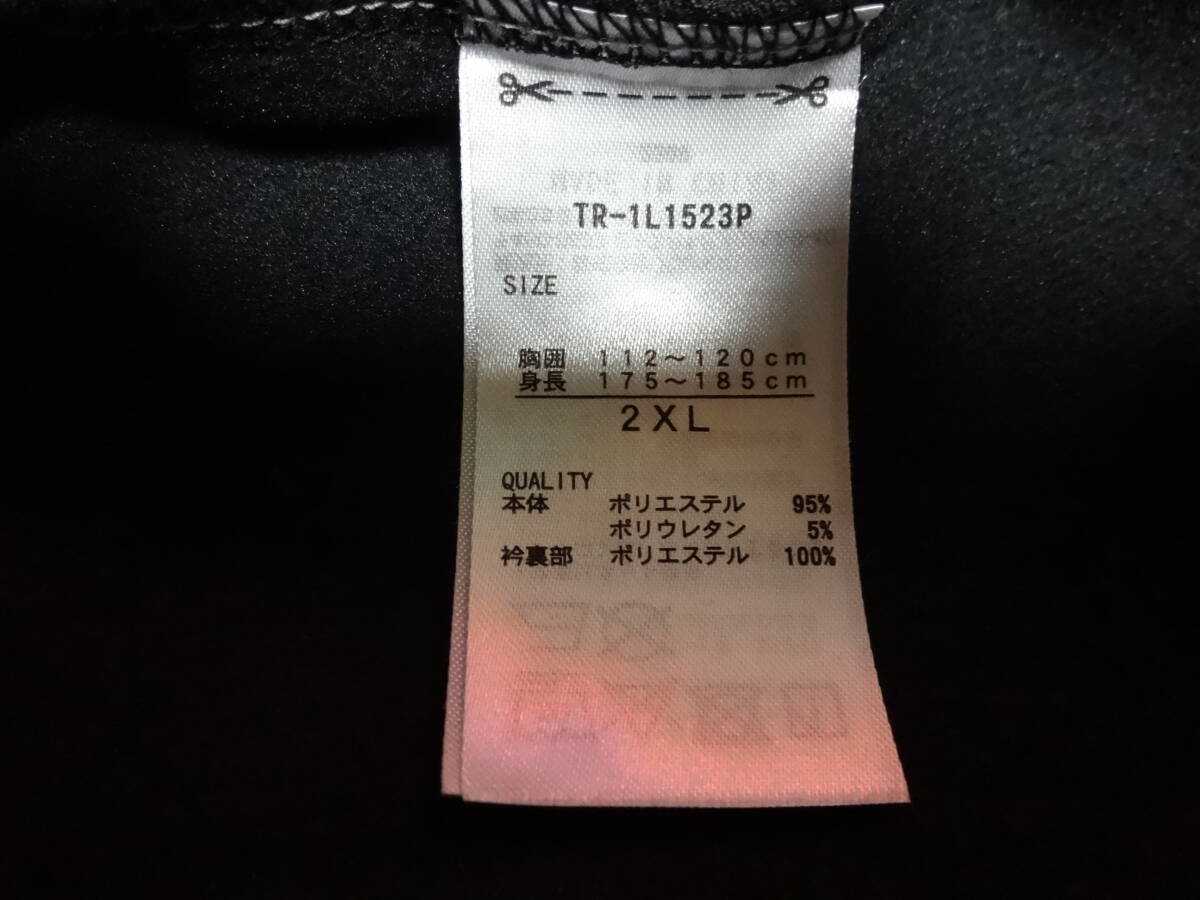 TR-1L1523P
SIZE
胸囲 112～120cm
身長 175～185cm
2XL
QUALITY
本体 ポリエステル 95%
ポリウレタン 5%
衿裏部 ポリエステル 100%